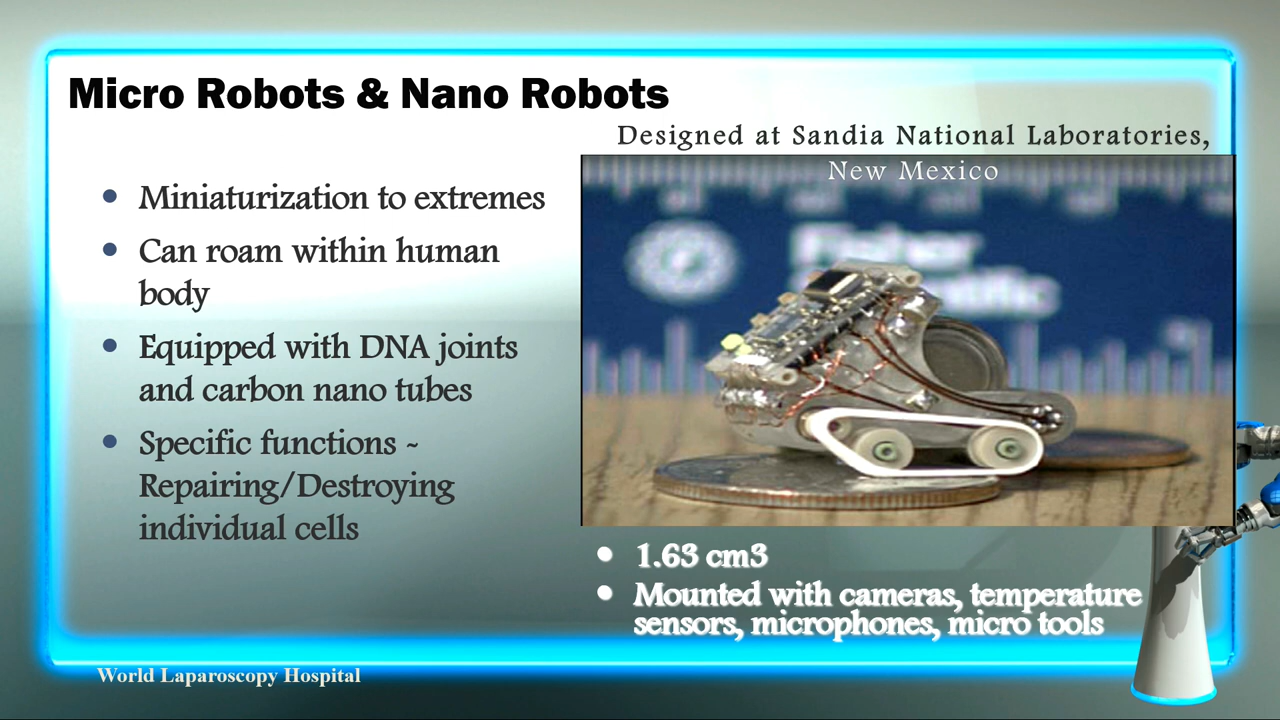 Micro Robots & Nano Robots
Designed at Sandia National Laboratories,
New Mexico
• Miniaturization to extremes
• Can roam within human
body
• Equipped with DNA joints
and carbon nano tubes
• Specific functions ~
Repairing/Destroying
individual cells
Fisher
• 1.63 cm3
• Mounted with cameras, temperature
sensors, microphones, micro tools
World Laparoscopy Hospital